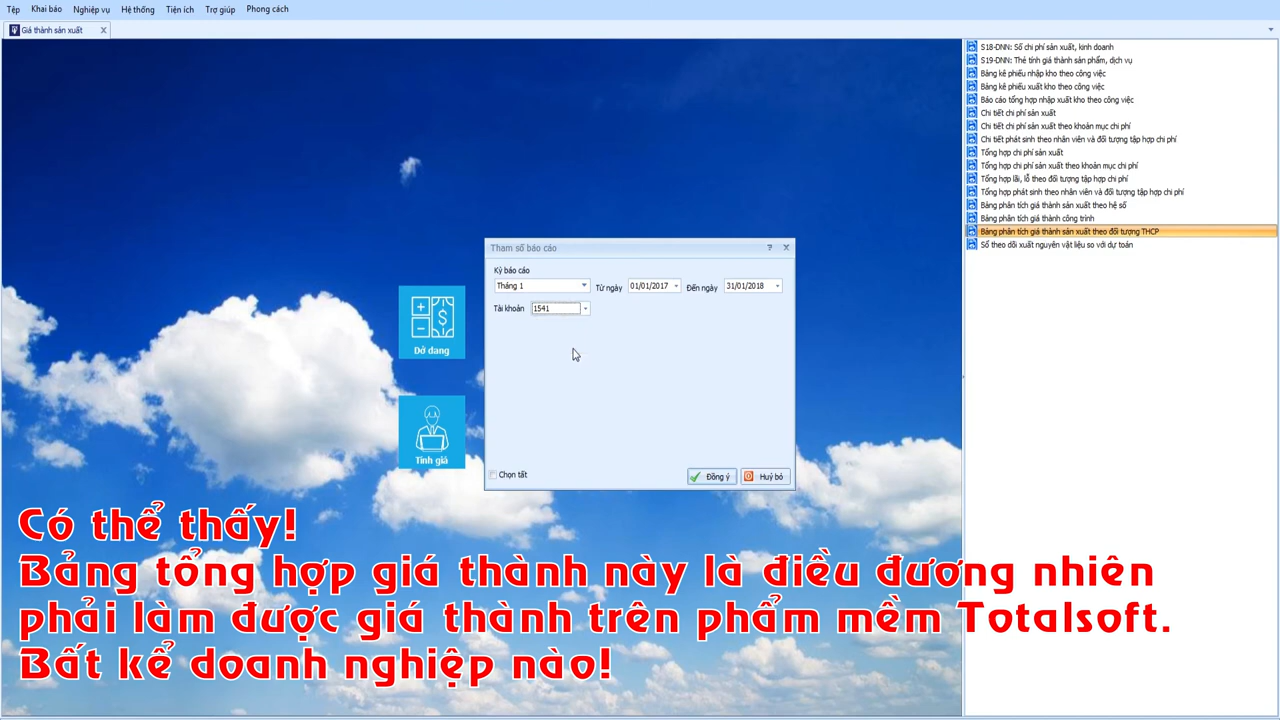 Tệp Khai báo Nghiệp vụ Hệ thống Tiện ích Trợ giúp Phong cách
Giá thành sản xuất
S18-DNN: Sổ chi phí sản xuất, kinh doanh
S19-DNN: Thẻ tính giá thành sản phẩm, dịch vụ
Bảng kê phiếu nhập kho theo công việc
Bảng kê phiếu xuất kho theo công việc
Báo cáo tổng hợp nhập xuất kho theo công việc
Chi tiết chi phí sản xuất
Chi tiết chi phí sản xuất theo khoản mục chi phí
Chi tiết phát sinh theo nhân viên và đối tượng tập hợp chi phí
Tổng hợp chi phí sản xuất
Tổng hợp chi phí sản xuất theo khoản mục chi phí
Tổng hợp lãi, lỗ theo đối tượng tập hợp chi phí
Tổng hợp phát sinh theo nhân viên và đối tượng tập hợp chi phí
Bảng phân tích giá thành sản xuất theo hệ số
Bảng phân tích giá thành công trình
Bảng phân tích giá thành sản xuất theo đối tượng THCP
Sổ theo dõi xuất nguyên vật liệu so với dự toán
Tham số báo cáo
Kỳ báo cáo
Tháng 1 Từ ngày 01/01/2017 Đến ngày 31/01/2018
Tài khoản 1541
Chọn tất Đồng ý Huỷ bỏ
Dở dang
Tính giá
Có thể thấy!
Bảng tổng hợp giá thành này là điều đương nhiên
phải làm được giá thành trên phẩm mềm Totalsoft.
Bất kể doanh nghiệp nào!